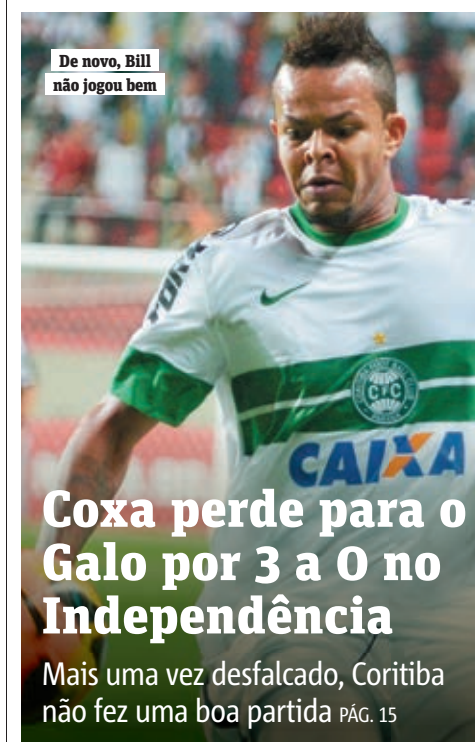 De novo, Bill
não jogou bem
CFC
CAIXA
Coxa perde para o
Galo por 3 a 0 no
Independência
Mais uma vez desfalcado, Coritiba
não fez uma boa partida PÁG. 15